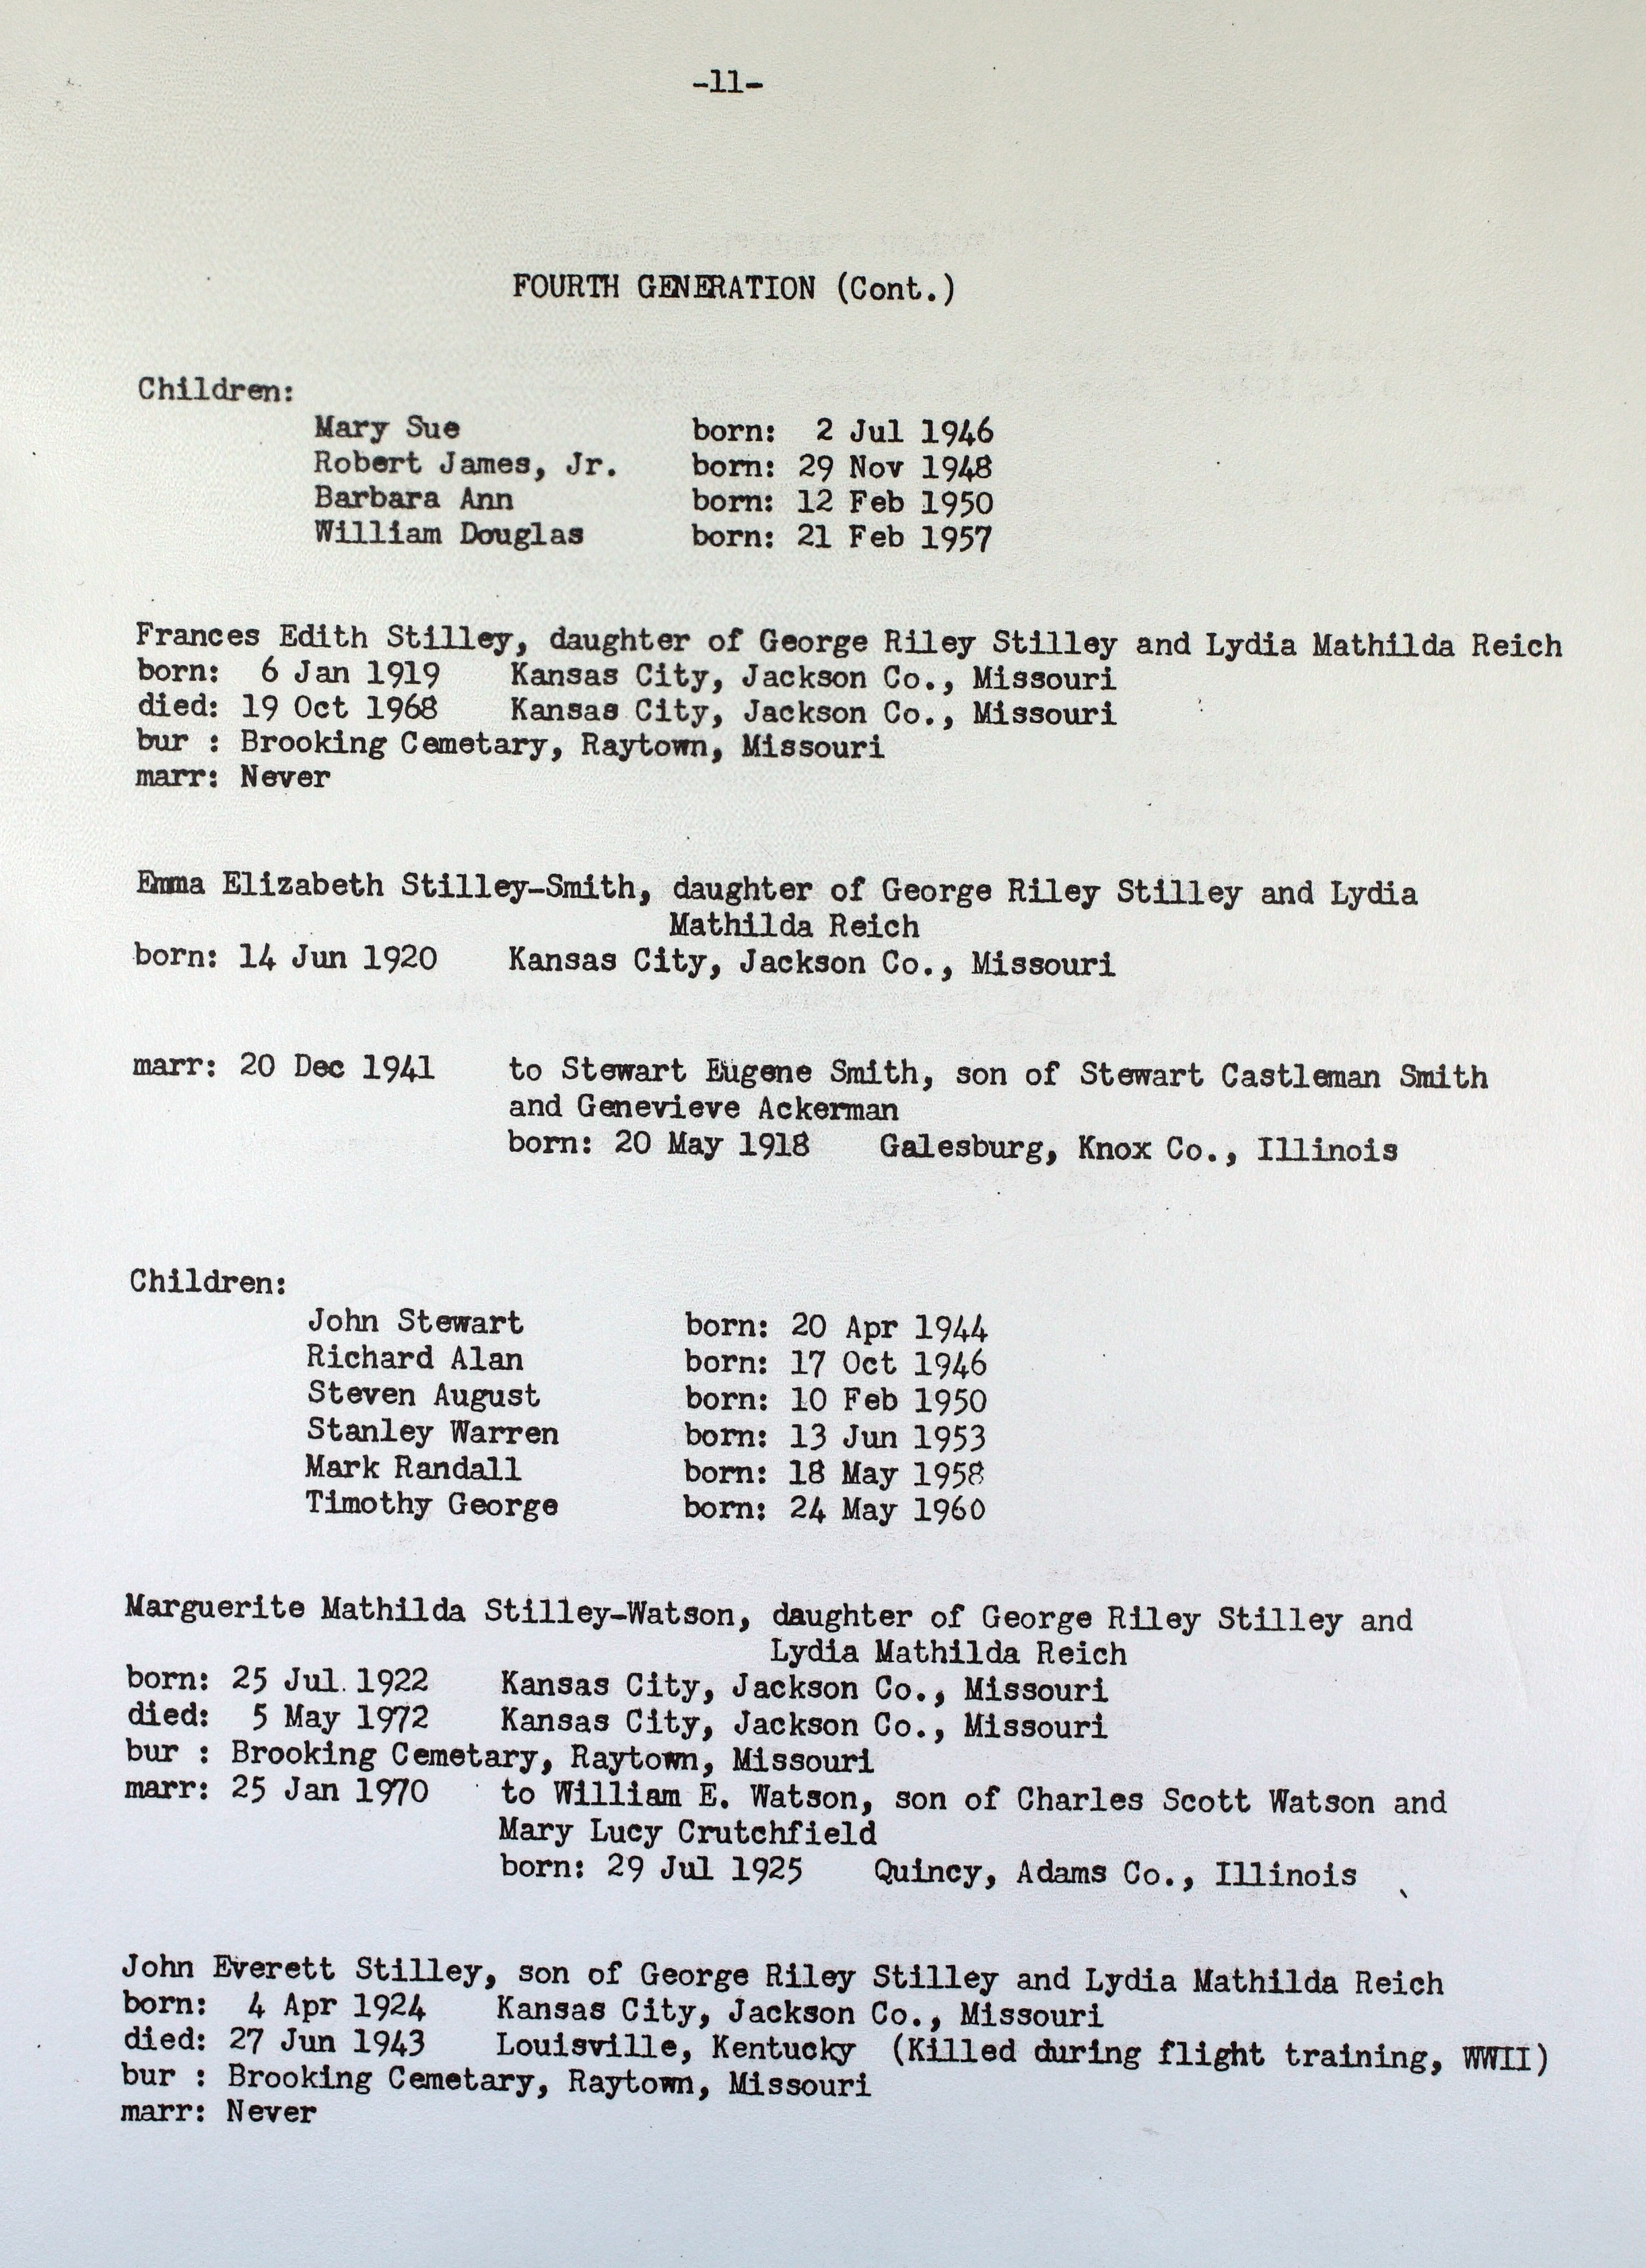 -11-
FOURTH GENERATION (Cont.)
Children:
Mary Sue born: 2 Jul 1946
Robert James, Jr. born: 29 Nov 1948
Barbara Ann born: 12 Feb 1950
William Douglas born: 21 Feb 1957
Frances Edith Stilley, daughter of George Riley Stilley and Lydia Mathilda Reich
born: 6 Jan 1919 Kansas City, Jackson Co., Missouri
died: 19 Oct 1968 Kansas City, Jackson Co., Missouri
bur : Brooking Cemetary, Raytown, Missouri
marr: Never
Emma Elizabeth Stilley-Smith, daughter of George Riley Stilley and Lydia
Mathilda Reich
born: 14 Jun 1920 Kansas City, Jackson Co., Missouri
marr: 20 Dec 1941 to Stewart Eugene Smith, son of Stewart Castleman Smith
and Genevieve Ackerman
born: 20 May 1918 Galesburg, Knox Co., Illinois
Children:
John Stewart born: 20 Apr 1944
Richard Alan born: 17 Oct 1946
Steven August born: 10 Feb 1950
Stanley Warren born: 13 Jun 1953
Mark Randall born: 18 May 1958
Timothy George born: 24 May 1960
Marguerite Mathilda Stilley-Watson, daughter of George Riley Stilley and
Lydia Mathilda Reich
born: 25 Jul 1922 Kansas City, Jackson Co., Missouri
died: 5 May 1972 Kansas City, Jackson Co., Missouri
bur : Brooking Cemetary, Raytown, Missouri
marr: 25 Jan 1970 to William E. Watson, son of Charles Scott Watson and
Mary Lucy Crutchfield
born: 29 Jul 1925 Quincy, Adams Co., Illinois
John Everett Stilley, son of George Riley Stilley and Lydia Mathilda Reich
born: 4 Apr 1924 Kansas City, Jackson Co., Missouri
died: 27 Jun 1943 Louisville, Kentucky (Killed during flight training, WWII)
bur : Brooking Cemetary, Raytown, Missouri
marr: Never